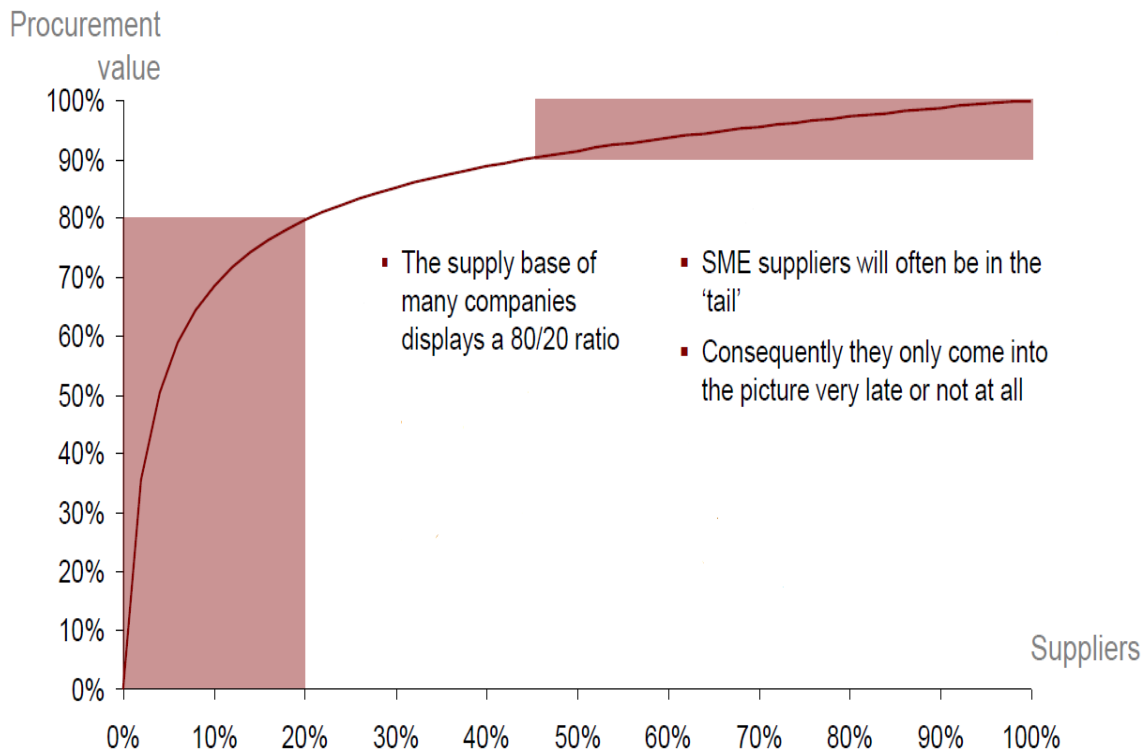 Procurement
value
100%
90%
80%
70%
60%
50%
40%
30%
20%
10%
0%
▪ The supply base of
many companies
displays a 80/20 ratio
▪ SME suppliers will often be in the
‘tail’
▪ Consequently they only come into
the picture very late or not at all
Suppliers
0% 10% 20% 30% 40% 50% 60% 70% 80% 90% 100%